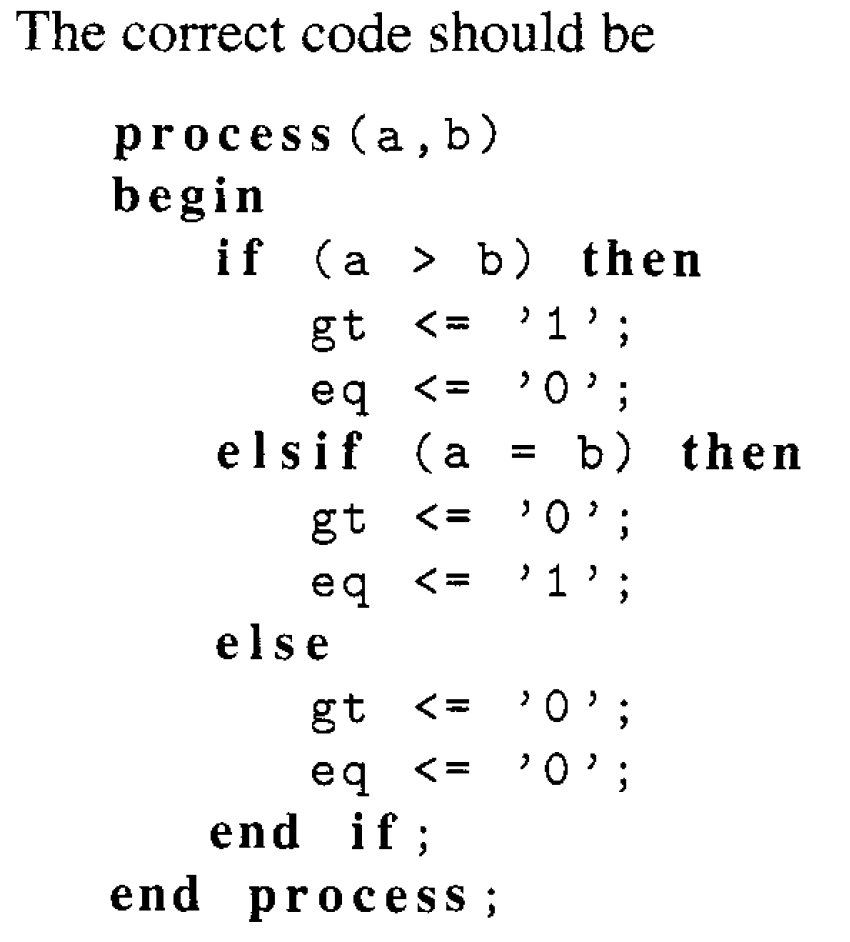 The correct code should be
process(a,b)
begin
if (a > b) then
gt <= '1';
eq <= '0';
elsif (a = b) then
gt <= '0';
eq <= '1';
else
gt <= '0';
eq <= '0';
end if;
end process;